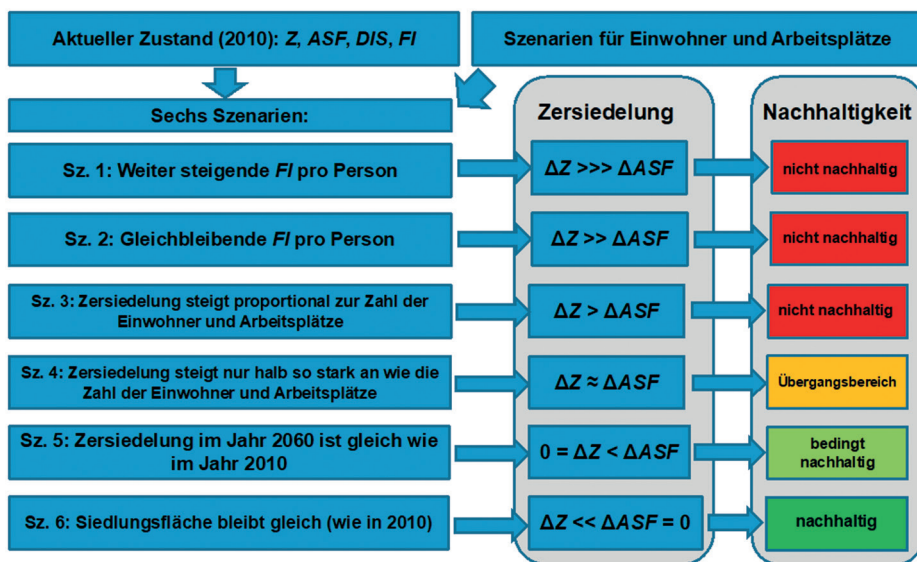 Aktueller Zustand (2010): Z, ASF, DIS, FI
Szenarien für Einwohner und Arbeitsplätze
Sechs Szenarien:
Zersiedelung
Nachhaltigkeit
Sz. 1: Weiter steigende FI pro Person
ΔZ >>> ΔASF
nicht nachhaltig
Sz. 2: Gleichbleibende FI pro Person
ΔZ >> ΔASF
nicht nachhaltig
Sz. 3: Zersiedelung steigt proportional zur Zahl der
Einwohner und Arbeitsplätze
ΔZ > ΔASF
nicht nachhaltig
Sz. 4: Zersiedelung steigt nur halb so stark an wie die
Zahl der Einwohner und Arbeitsplätze
ΔZ ≈ ΔASF
Übergangsbereich
Sz. 5: Zersiedelung im Jahr 2060 ist gleich wie
im Jahr 2010
0 = ΔZ < ΔASF
bedingt
nachhaltig
Sz. 6: Siedlungsfläche bleibt gleich (wie in 2010)
ΔZ << ΔASF = 0
nachhaltig